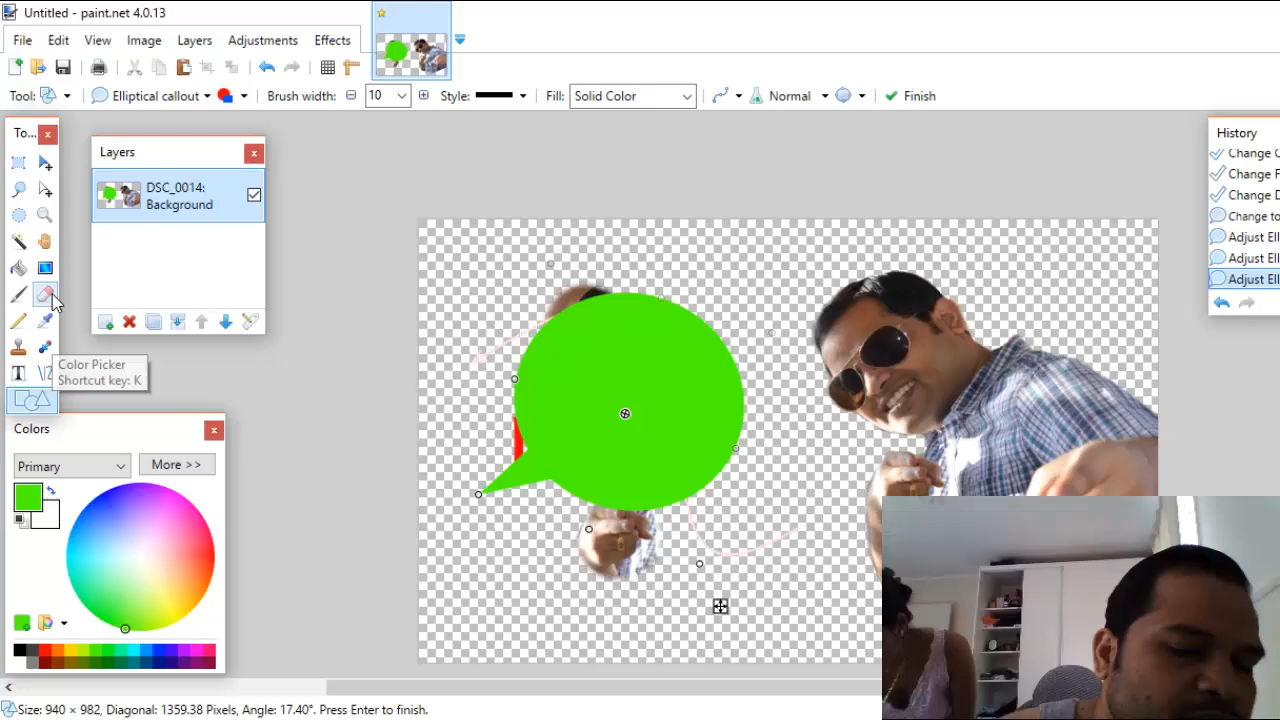 Untitled - paint.net 4.0.13
File Edit View Image Layers Adjustments Effects
Tool: Elliptical callout Brush width: 10 Style: Fill: Solid Color Normal Finish
To... x
Layers x
DSC_0014:
Background
Color Picker
Shortcut key: K
Colors x
Primary More >>
History
Change C
Change F
Change D
Change to
Adjust Ell
Adjust Ell
Adjust Ell
Size: 940 × 982, Diagonal: 1359.38 Pixels, Angle: 17.40°. Press Enter to finish.